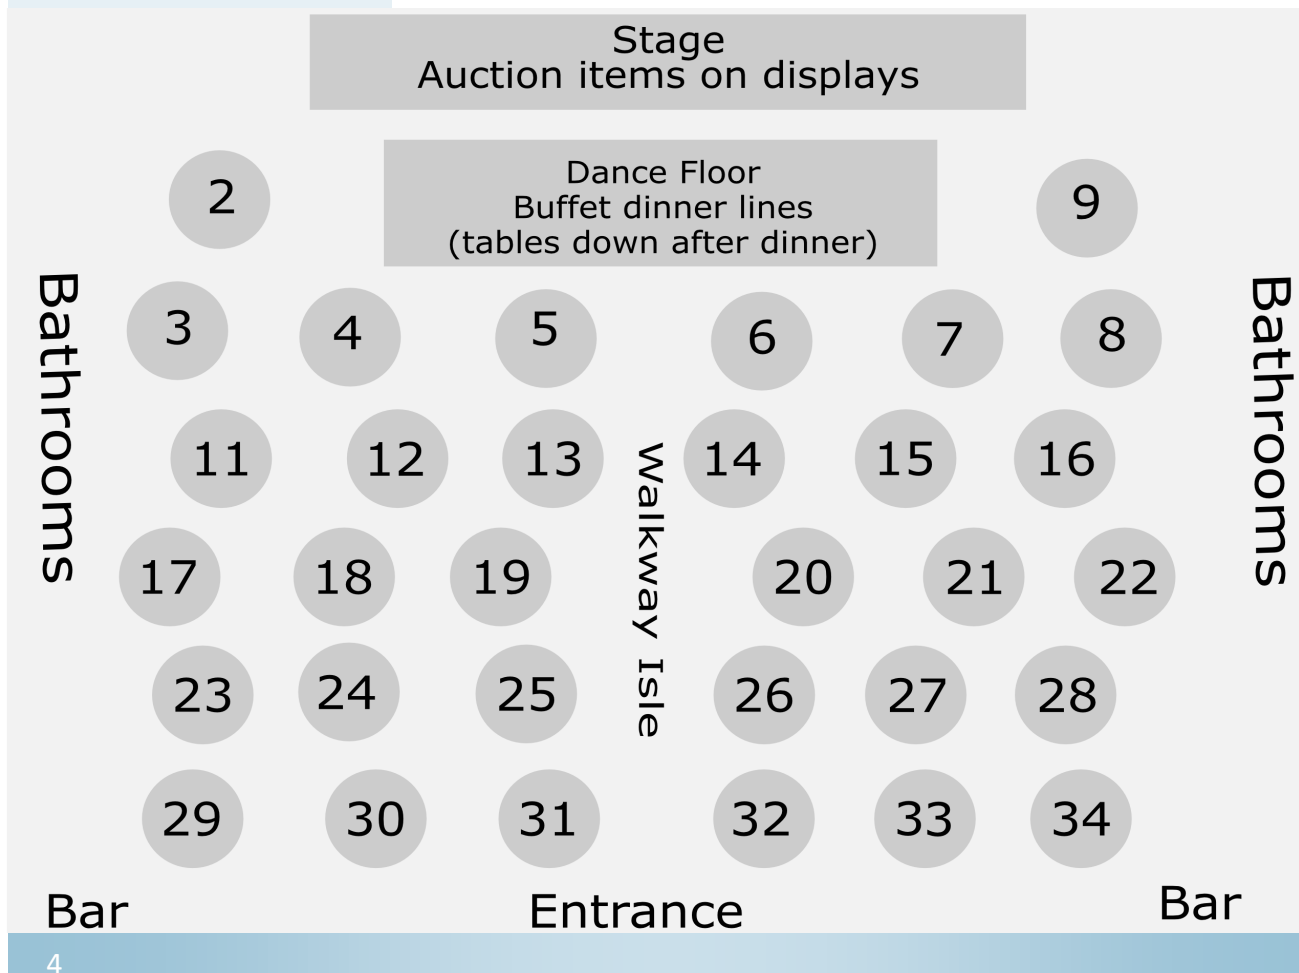 Stage
Auction items on displays
Dance Floor
Buffet dinner lines
(tables down after dinner)
2
9
Bathrooms
Bathrooms
3 4 5 6 7 8
11 12 13 14 15 16
Walkway Isle
17 18 19 20 21 22
23 24 25 26 27 28
29 30 31 32 33 34
Bar
Entrance
Bar
4